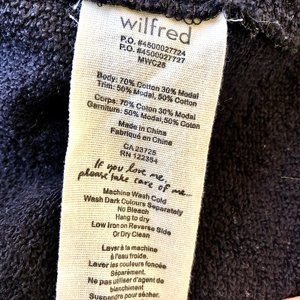 wilfred
P.O. #4500027724
P.O. #4500027727
MWC25
Body: 70% Cotton 30% Modal
Trim: 50% Modal, 50% Cotton
Corps: 70% Coton 30% Modal
Garniture: 50% Modal, 50% Coton
Made in China
Fabriqué en China
CA 23725
RN 122354
If you love me,
please take care of me...
Machine Wash Cold
Wash Dark Colours Separately
No Bleach
Hang to dry
Low Iron on Reverse Side
Or Dry Clean
Laver à la machine
à l'eau froide.
Laver les couleurs foncées
Séparément.
Ne pas utiliser d'agent de
blanchiment
Suspendre pour sécher.